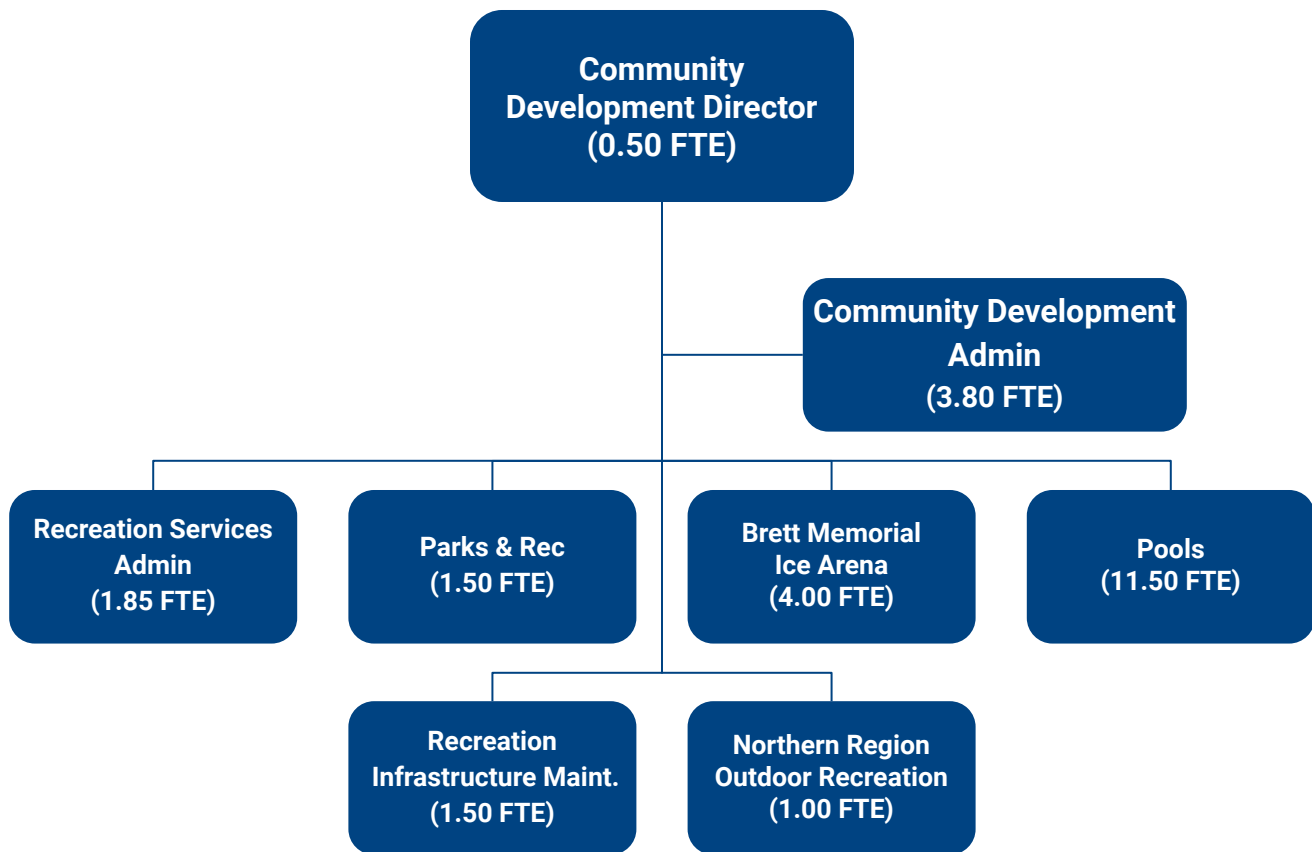 Community
Development Director
(0.50 FTE)
Community Development
Admin
(3.80 FTE)
Recreation Services
Admin
(1.85 FTE)
Parks & Rec
(1.50 FTE)
Brett Memorial
Ice Arena
(4.00 FTE)
Pools
(11.50 FTE)
Recreation
Infrastructure Maint.
(1.50 FTE)
Northern Region
Outdoor Recreation
(1.00 FTE)